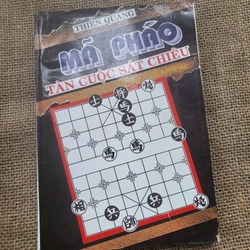 THIÊN QUANG
MÃ PHÁO
TÀN CUỘC SÁT CHIÊU